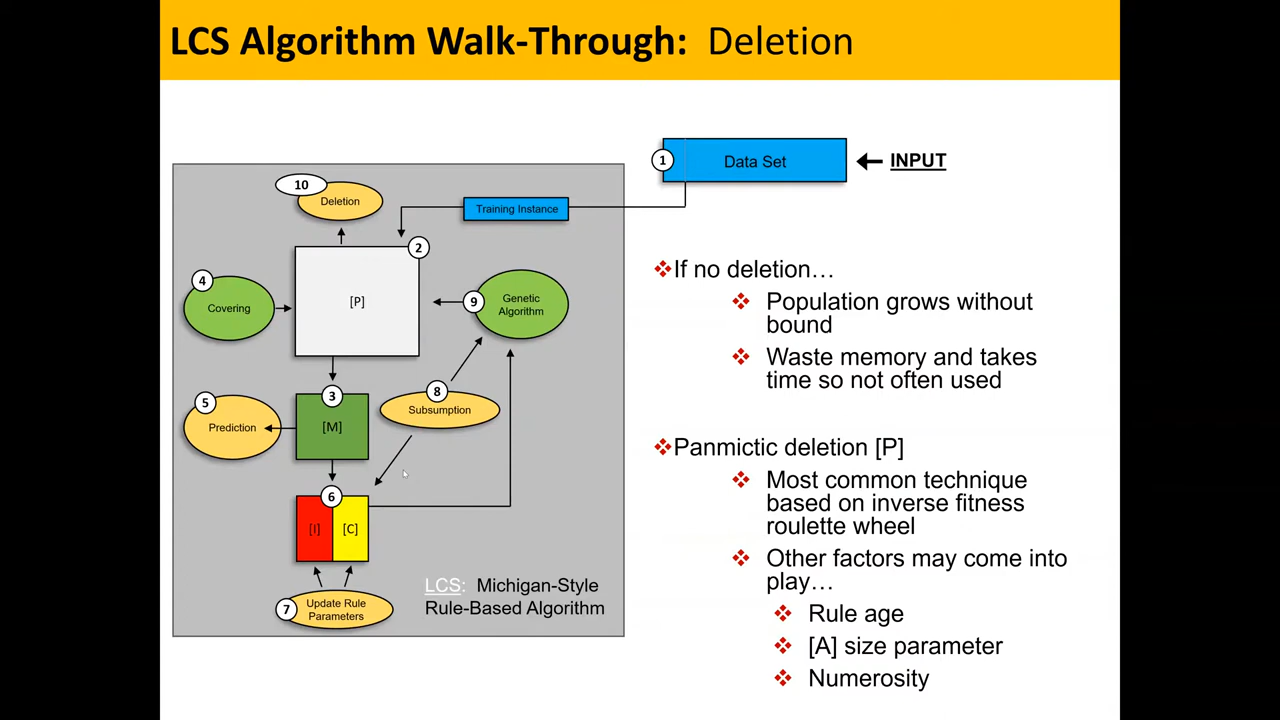 LCS Algorithm Walk-Through: Deletion
1
Data Set
INPUT
10
Deletion
Training Instance
2
[P]
4
Covering
9
Genetic
Algorithm
3
[M]
5
Prediction
8
Subsumption
6
[I]
[C]
7
Update Rule
Parameters
LCS: Michigan-Style
Rule-Based Algorithm
If no deletion…
Population grows without
bound
Waste memory and takes
time so not often used
Panmictic deletion [P]
Most common technique
based on inverse fitness
roulette wheel
Other factors may come into
play…
Rule age
[A] size parameter
Numerosity